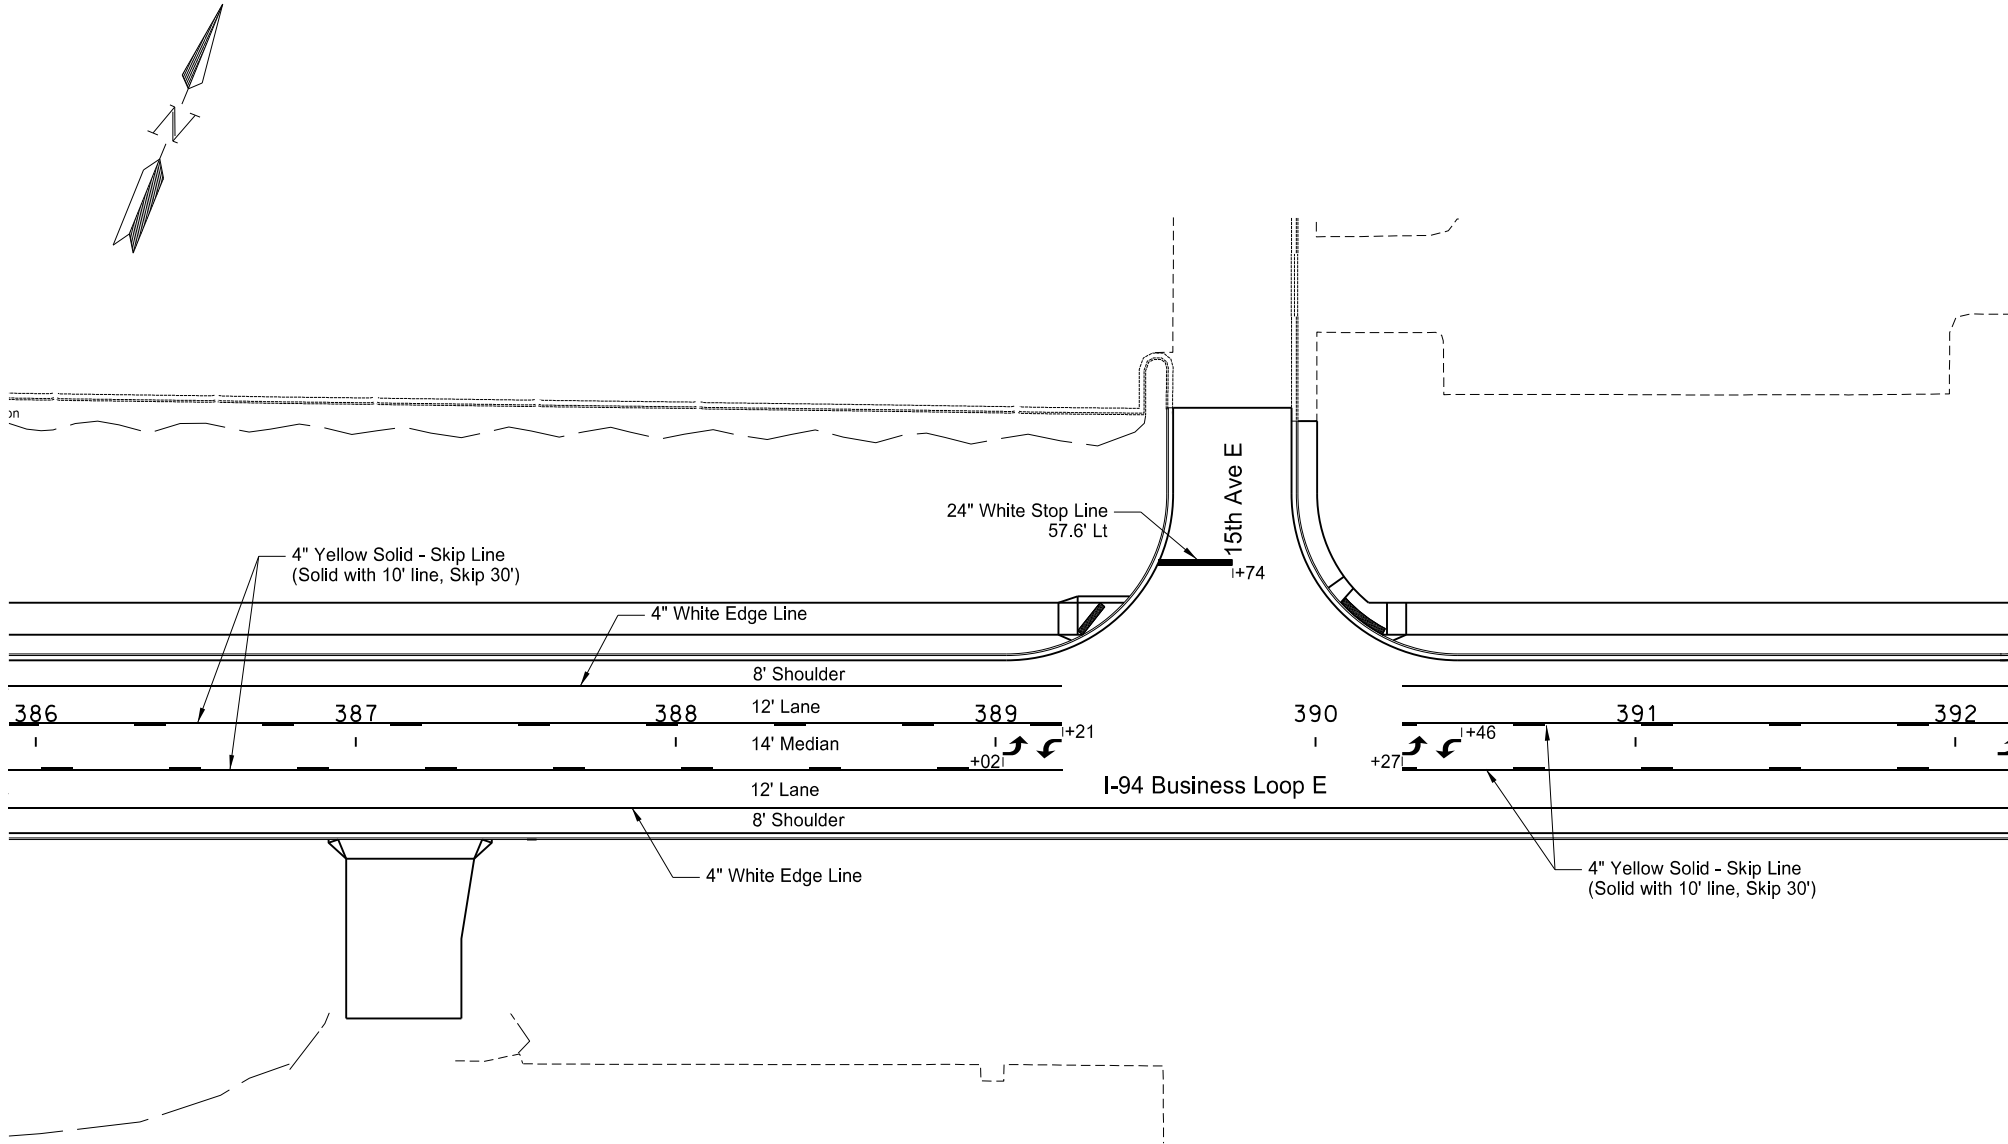 N
on
15th Ave E
24" White Stop Line
57.6' Lt
+74
4" Yellow Solid - Skip Line
(Solid with 10' line, Skip 30')
4" White Edge Line
8' Shoulder
12' Lane
386 387 388 389 390 391 392
+21
+46
14' Median
+02
+27
I-94 Business Loop E
12' Lane
8' Shoulder
4" White Edge Line
4" Yellow Solid - Skip Line
(Solid with 10' line, Skip 30')